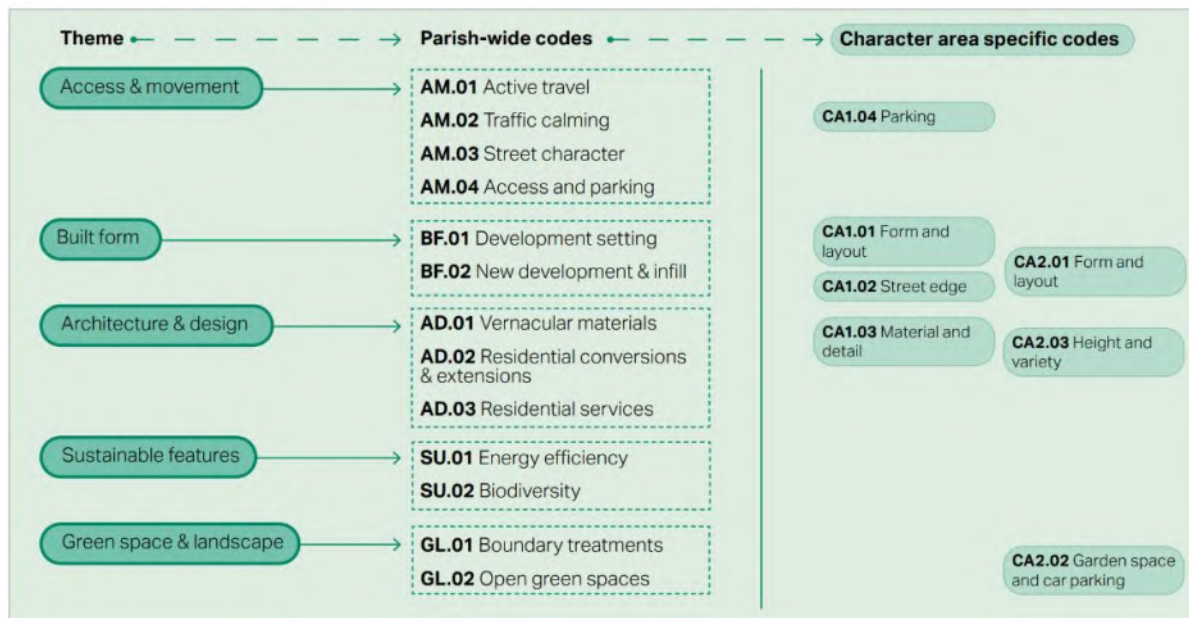 Theme
Parish-wide codes
Character area specific codes
Access & movement
AM.01 Active travel
AM.02 Traffic calming
AM.03 Street character
AM.04 Access and parking
CA1.04 Parking
Built form
BF.01 Development setting
BF.02 New development & infill
CA1.01 Form and
layout
CA1.02 Street edge
CA2.01 Form and
layout
Architecture & design
AD.01 Vernacular materials
AD.02 Residential conversions
& extensions
AD.03 Residential services
CA1.03 Material and
detail
CA2.03 Height and
variety
Sustainable features
SU.01 Energy efficiency
SU.02 Biodiversity
Green space & landscape
GL.01 Boundary treatments
GL.02 Open green spaces
CA2.02 Garden space
and car parking